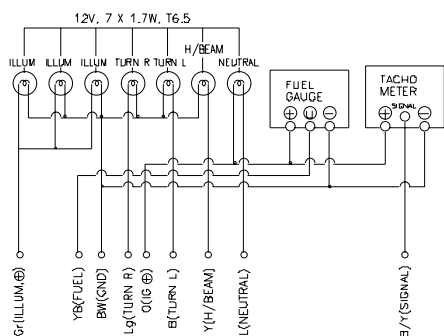 12V, 7 X 1.7W, T6.5
H/BEAM
ILLUM ILLUM ILLUM TURN R TURN L NEUTRAL
FUEL
GAUGE
⊕ U ⊖
TACHO
METER
SIGNAL
⊕ ⊖
Gr(ILLUM,⊕)
YB(FUEL)
BW(GND)
Lg(TURN R)
O(IG ⊕)
B(TURN L)
Y(H/BEAM)
L(NEUTRAL)
B/Y(SIGNAL)